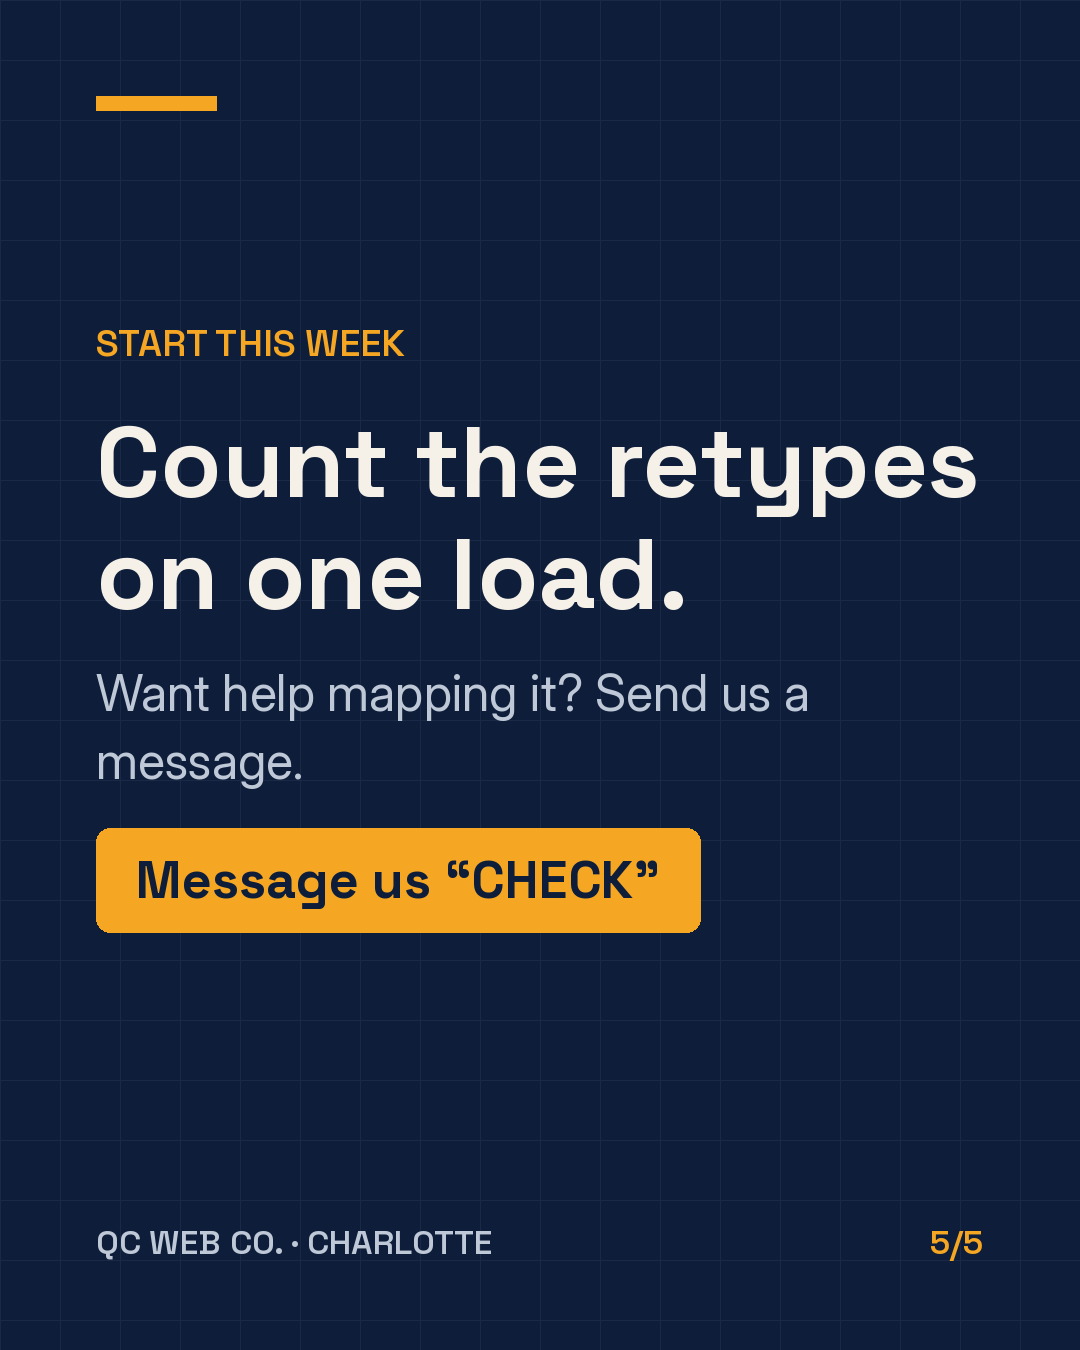 START THIS WEEK
Count the retypes
on one load.
Want help mapping it? Send us a
message.
Message us “CHECK”
QC WEB CO. · CHARLOTTE
5/5